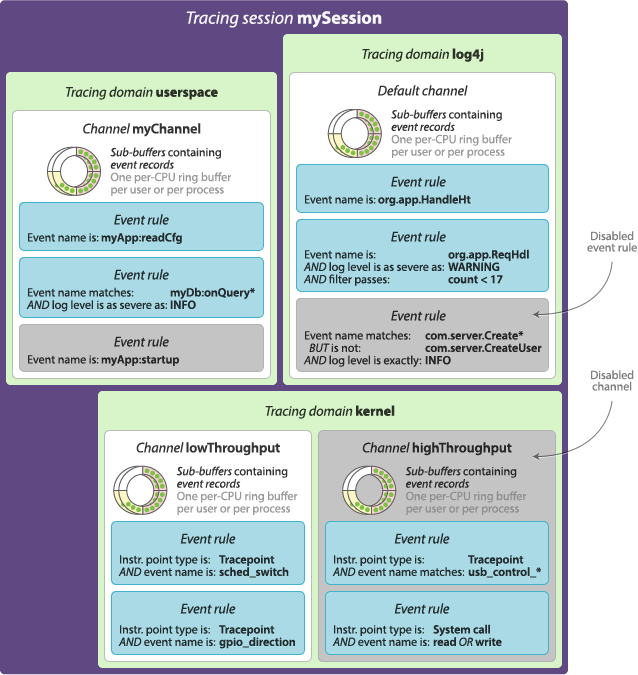 Tracing session mySession
Tracing domain userspace
Channel myChannel
Sub-buffers containing
event records
One per-CPU ring buffer
per user or per process
Event rule
Event name is: myApp:readCfg
Event rule
Event name matches: myDb:onQuery*
AND log level is as severe as: INFO
Event rule
Event name is: myApp:startup
Tracing domain log4j
Default channel
Sub-buffers containing
event records
One per-CPU ring buffer
per user or per process
Event rule
Event name is: org.app.HandleHt
Event rule
Event name is: org.app.ReqHdl
AND log level is as severe as: WARNING
AND filter passes: count < 17
Event rule
Event name matches: com.server.Create*
BUT is not: com.server.CreateUser
AND log level is exactly: INFO
Disabled
event rule
Disabled
channel
Tracing domain kernel
Channel lowThroughput
Sub-buffers containing
event records
One per-CPU ring buffer
per user or per process
Event rule
Instr. point type is: Tracepoint
AND event name is: sched_switch
Event rule
Instr. point type is: Tracepoint
AND event name is: gpio_direction
Channel highThroughput
Sub-buffers containing
event records
One per-CPU ring buffer
per user or per process
Event rule
Instr. point type is: Tracepoint
AND event name matches: usb_control_*
Event rule
Instr. point type is: System call
AND event name is: read OR write